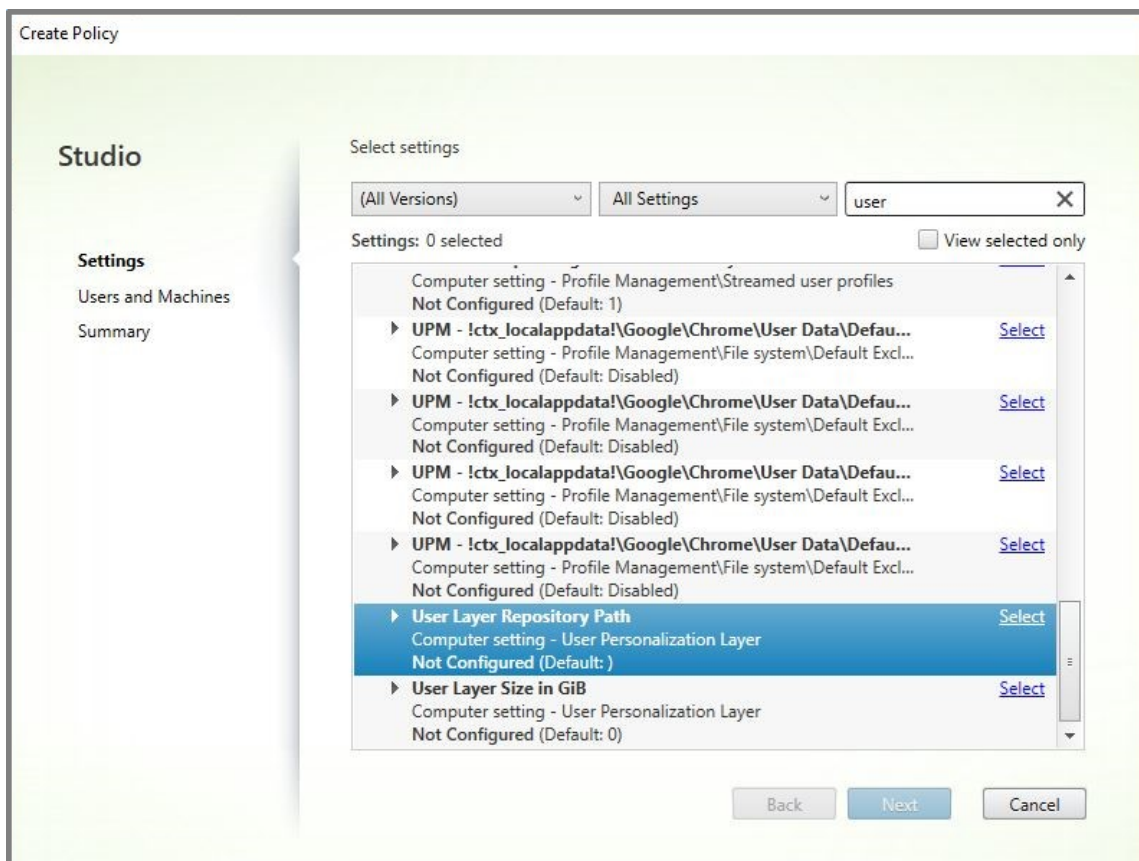 Create Policy
Studio
Settings
Users and Machines
Summary
Select settings
(All Versions)
All Settings
user
Settings: 0 selected
View selected only
Computer setting - Profile Management\Streamed user profiles
Not Configured (Default: 1)
UPM - !ctx_localappdata!\Google\Chrome\User Data\Defau... Select
Computer setting - Profile Management\File system\Default Excl...
Not Configured (Default: Disabled)
UPM - !ctx_localappdata!\Google\Chrome\User Data\Defau... Select
Computer setting - Profile Management\File system\Default Excl...
Not Configured (Default: Disabled)
UPM - !ctx_localappdata!\Google\Chrome\User Data\Defau... Select
Computer setting - Profile Management\File system\Default Excl...
Not Configured (Default: Disabled)
UPM - !ctx_localappdata!\Google\Chrome\User Data\Defau... Select
Computer setting - Profile Management\File system\Default Excl...
Not Configured (Default: Disabled)
User Layer Repository Path Select
Computer setting - User Personalization Layer
Not Configured (Default: )
User Layer Size in GiB Select
Computer setting - User Personalization Layer
Not Configured (Default: 0)
Back
Next
Cancel